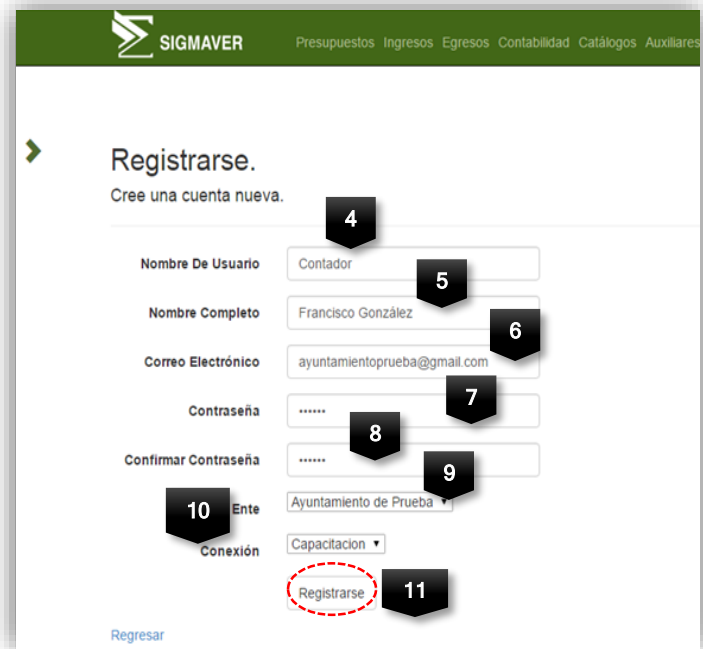 SIGMAVER Presupuestos Ingresos Egresos Contabilidad Catálogos Auxiliares
Registrarse.
Cree una cuenta nueva.
4
Nombre De Usuario Contador
5
Nombre Completo Francisco González
6
Correo Electrónico ayuntamientoprueba@gmail.com
7
Contraseña ••••••
8
Confirmar Contraseña ••••••
9
10 Ente Ayuntamiento de Prueba
Conexión Capacitacion
Registrarse 11
Regresar